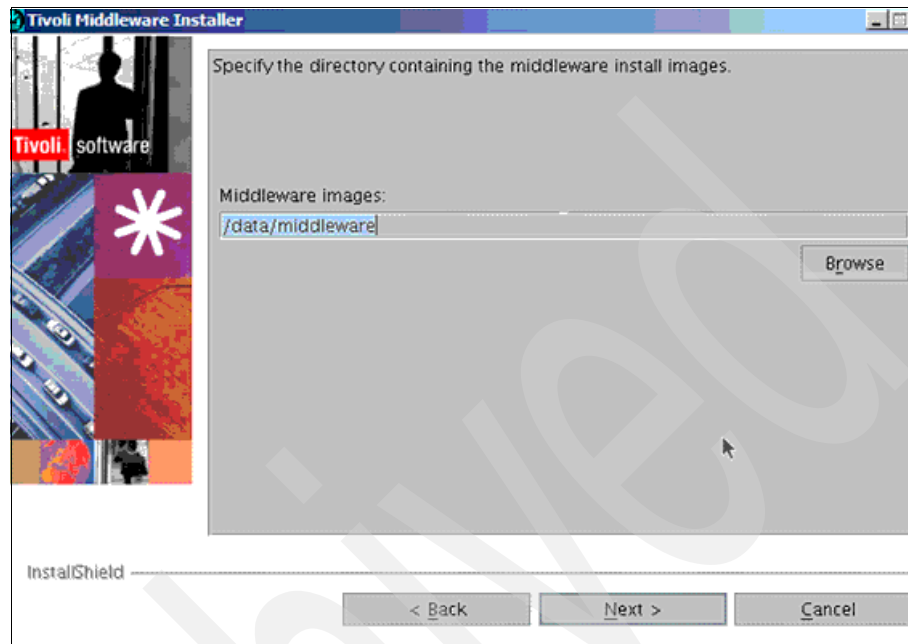 Tivoli Middleware Installer
Specify the directory containing the middleware install images.
Tivoli. software
Middleware images:
/data/middleware
Browse
InstallShield
< Back Next > Cancel